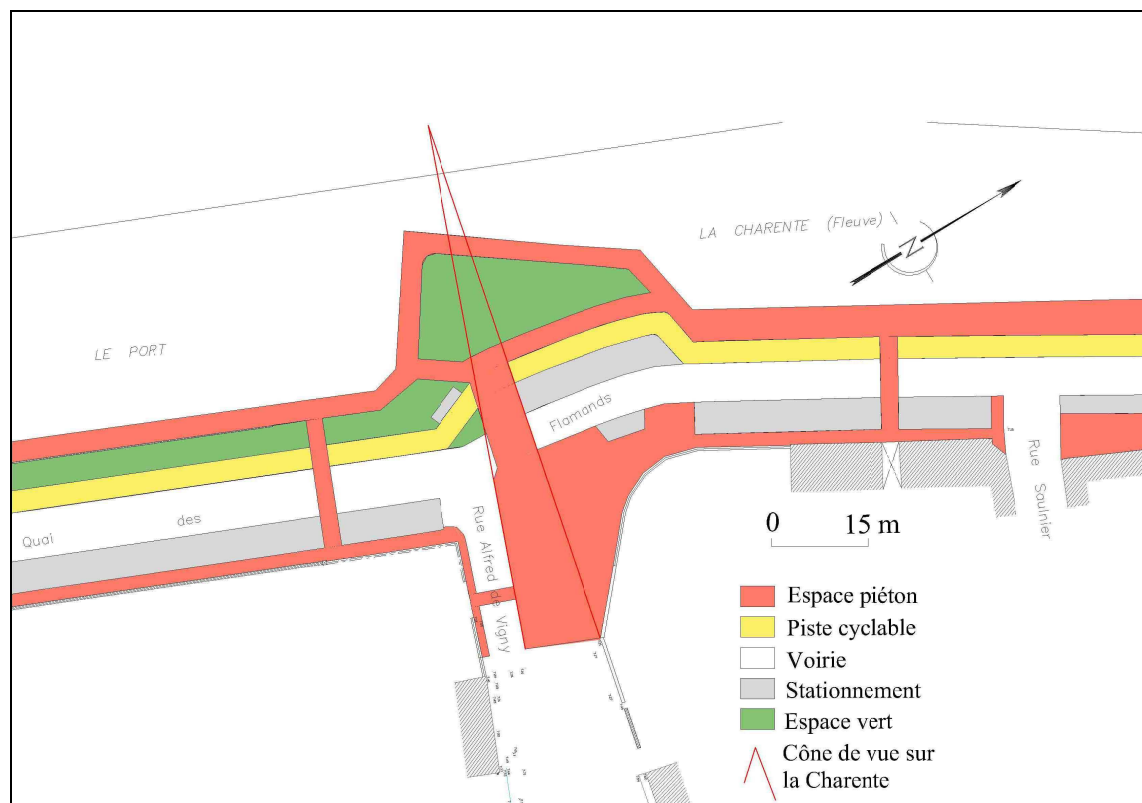 LA CHARENTE (Fleuve)
N
LE PORT
Flamands
Quai des
Rue Alfred de Vigny
Rue Saulnier
0 15 m
Espace piéton
Piste cyclable
Voirie
Stationnement
Espace vert
Cône de vue sur
la Charente